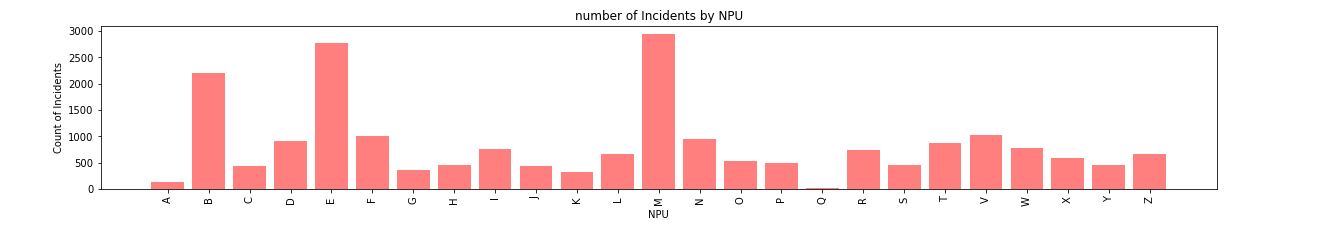 number of Incidents by NPU
Count of Incidents
3000
2500
2000
1500
1000
500
0
A B C D E F G H I J K L M N O P Q R S T V W X Y Z
NPU